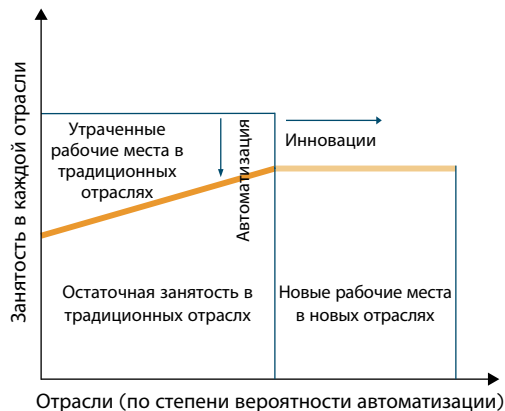 Занятость в каждой отрасли
Утраченные
рабочие места в
традиционных
отраслях
Автоматизация
Инновации
Остаточная занятость в
традиционных отраслх
Новые рабочие места
в новых отраслях
Отрасли (по степени вероятности автоматизации)